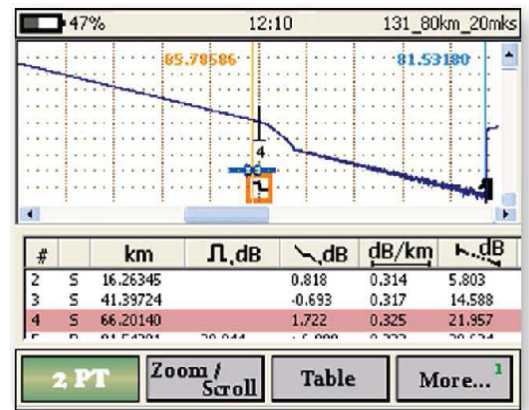 47% 12:10 131_80km_20mks
65.78586 81.53180
4
# km ,dB ,dB dB/km dB
2 S 16.26345 0.818 0.314 5.803
3 S 41.39724 -0.693 0.317 14.588
4 S 66.20140 1.722 0.325 21.957
2 PT Zoom / Scroll Table More... 1